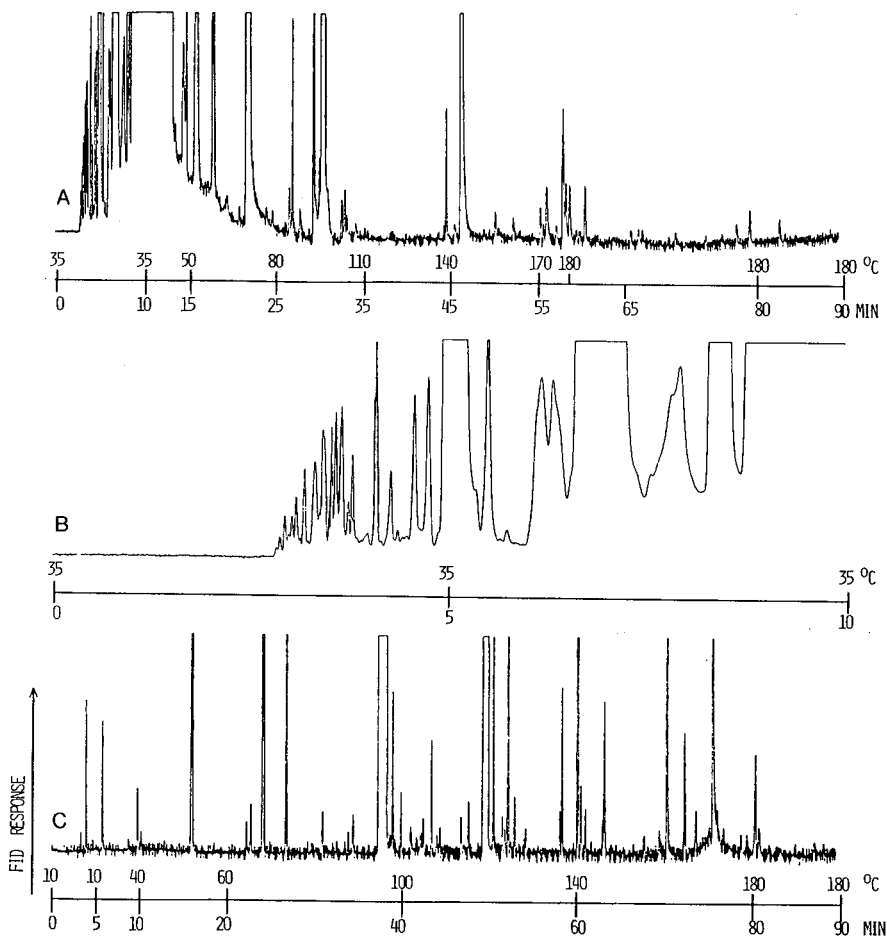 A
35 35 50 80 110 140 170 180 180 180 °C
0 10 15 25 35 45 55 65 80 90 MIN
B
35 35 35 °C
0 5 10
FID RESPONSE
C
10 10 40 60 100 140 180 180 °C
0 5 10 20 40 60 80 90 MIN